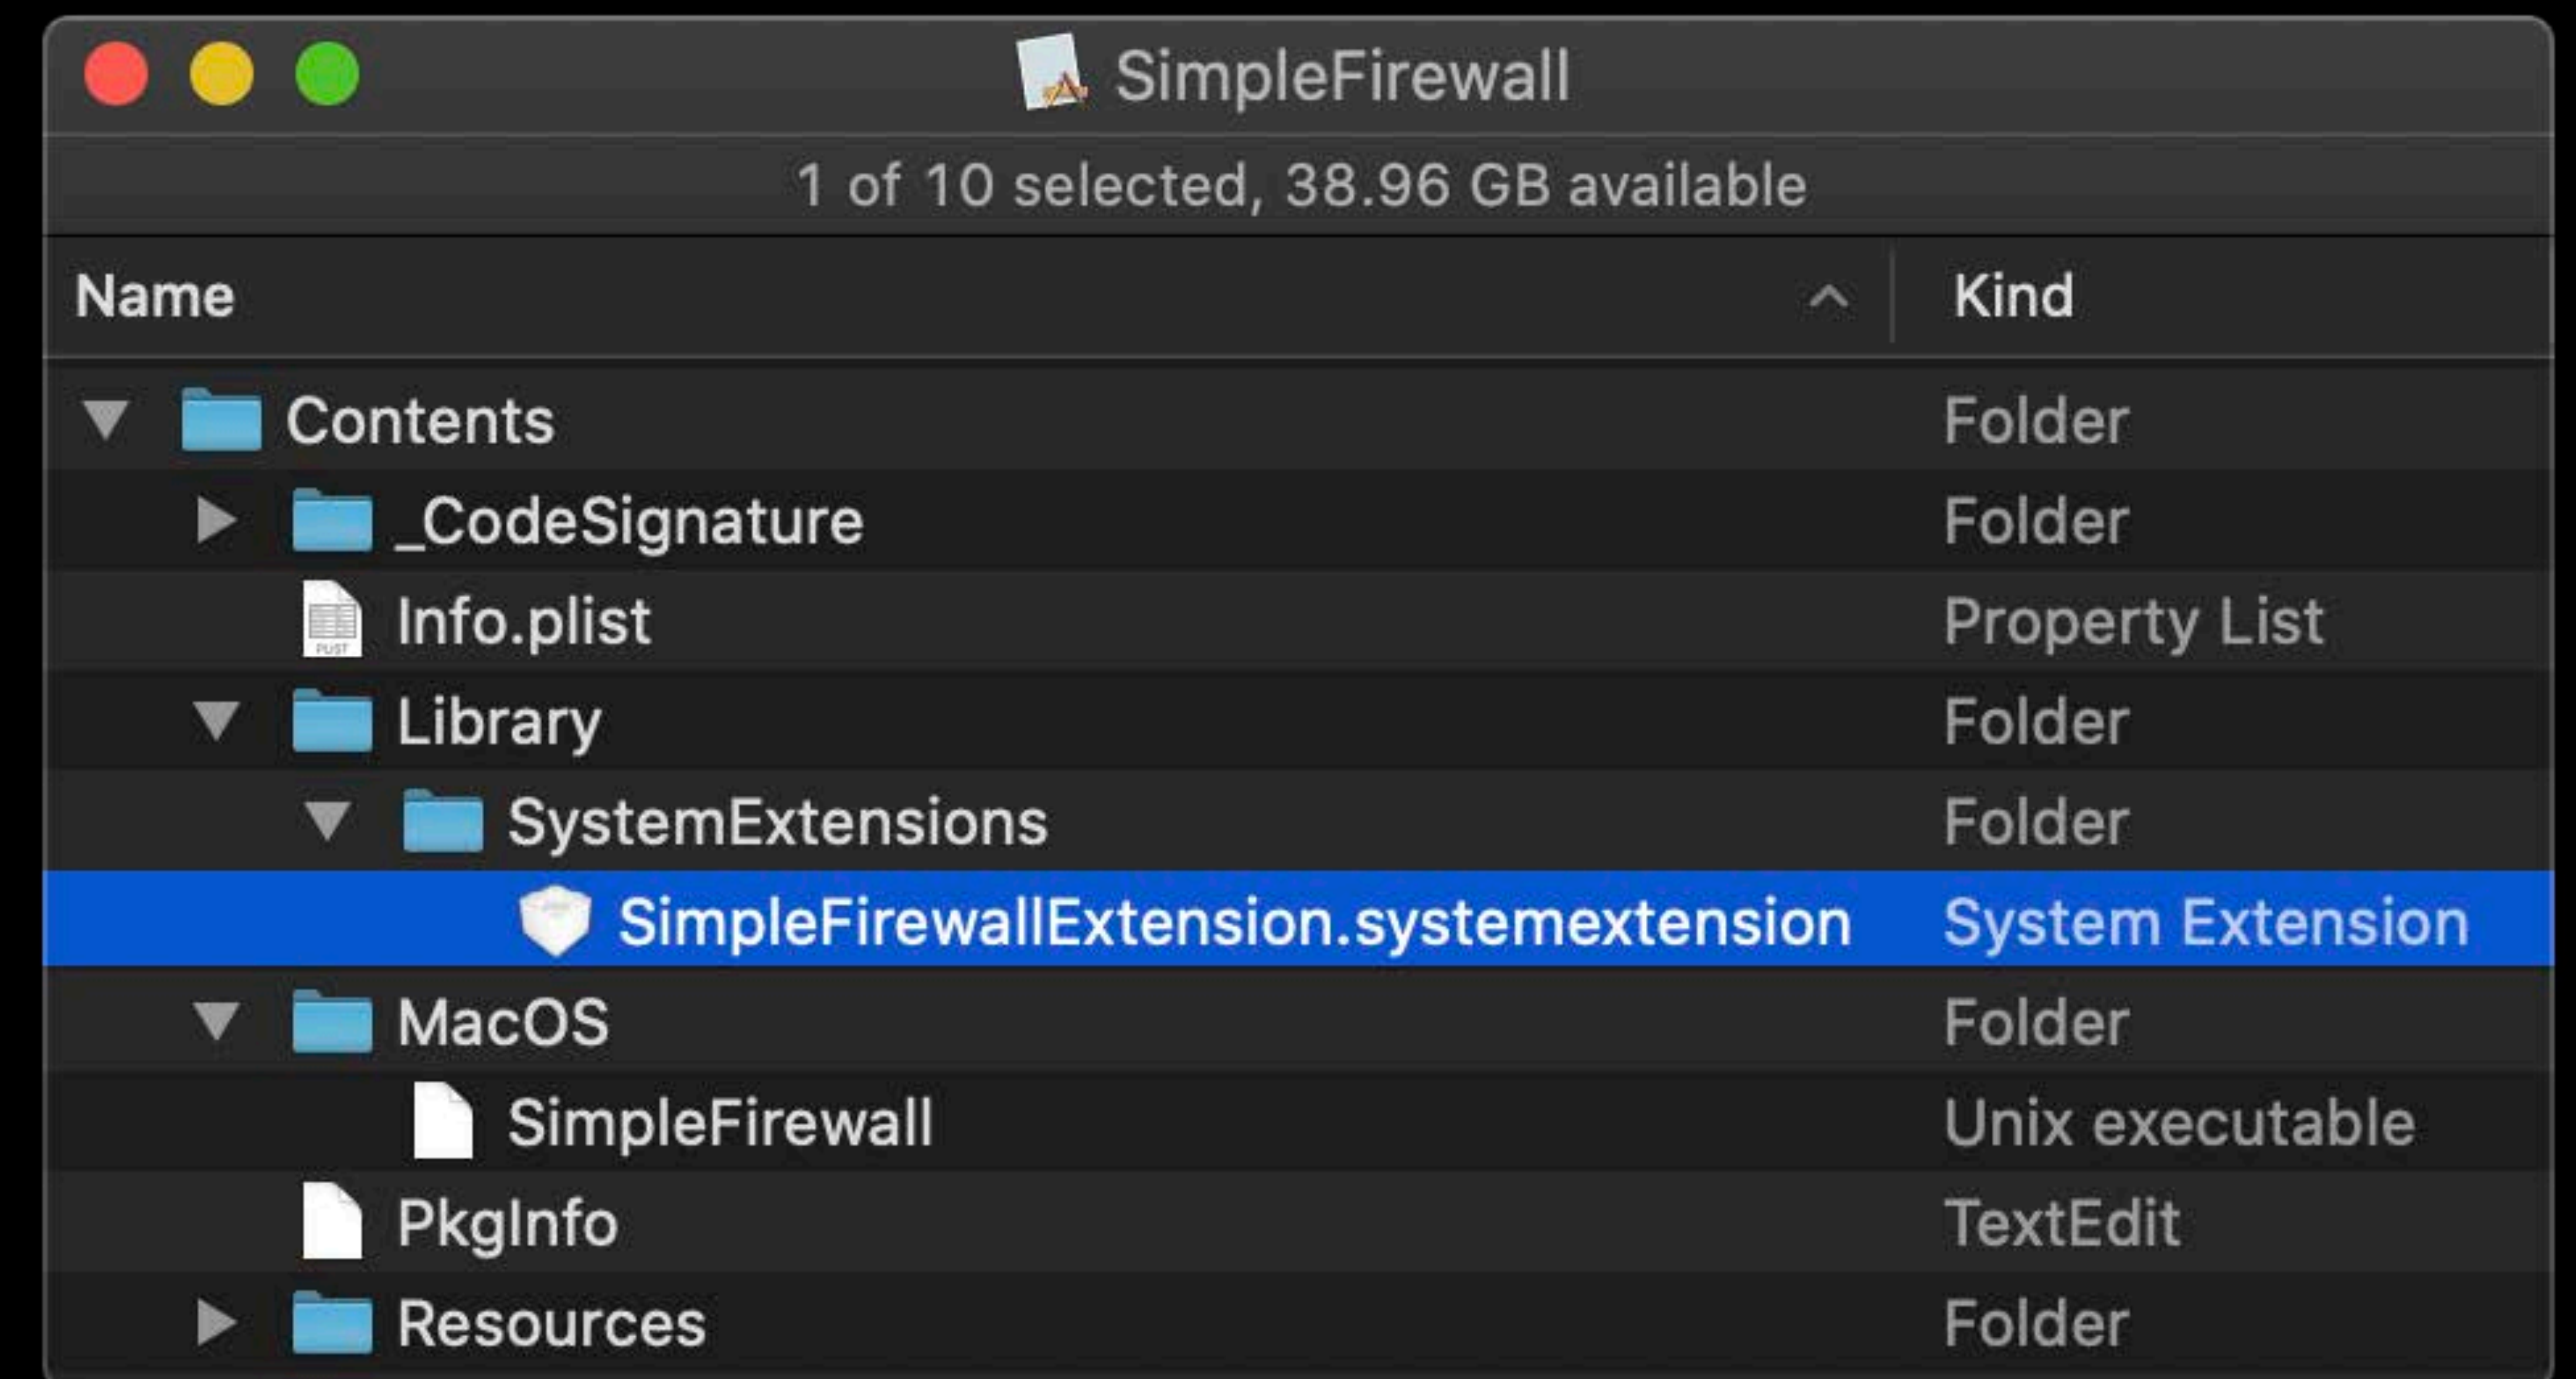 SimpleFirewall
1 of 10 selected, 38.96 GB available
Name Kind
Contents Folder
_CodeSignature Folder
PLIST
Info.plist Property List
Library Folder
SystemExtensions Folder
SimpleFirewallExtension.systemextension System Extension
MacOS Folder
SimpleFirewall Unix executable
PkgInfo TextEdit
Resources Folder